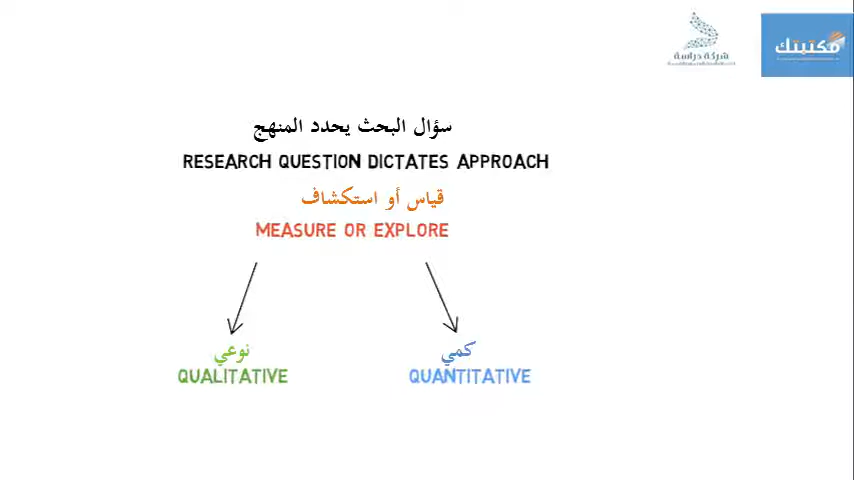 شركة دراسة
مكتبتك
سؤال البحث يحدد المنهج
RESEARCH QUESTION DICTATES APPROACH
قياس أو استكشاف
MEASURE OR EXPLORE
نوعي
QUALITATIVE
كمي
QUANTITATIVE